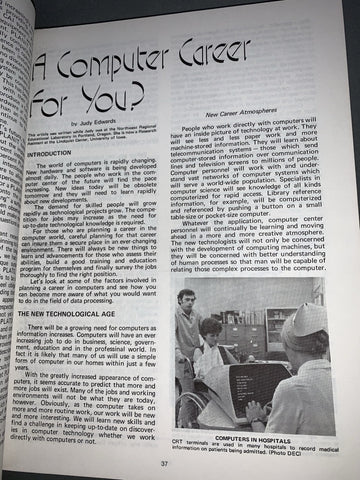 A Computer Career
For You?
by Judy Edwards
This article was written while Judy was at the Northwest Regional
Educational Laboratory in Portland, Oregon. She is now a Research
Assistant at the Lindquist Center, University of Iowa.
INTRODUCTION
The world of computers is rapidly changing.
New hardware and software is being developed
almost daily. The people who work in the com-
puter center of the future will find the pace
increasing. New ideas today will be obsolete
tomorrow and they will need to learn rapidly
about new developments.
The demand for skilled people will grow
rapidly as technological projects grow. The compe-
tition for jobs may increase as the need for
up-to-date technological knowledge is required.
For those who are planning a career in the
computer world, careful planning for that career
can insure them a secure place in an ever-changing
environment. There will always be new things to
learn and advancements for those who assess their
abilities, build a good training and education
program for themselves and finally survey the jobs
thoroughly to find the right position.
Let's look at some of the factors involved in
planning a career in computers and see how you
can become more aware of what you would want
to do in the field of data processing.
THE NEW TECHNOLOGICAL AGE
There will be a growing need for computers as
information increases. Computers will have an ever
increasing job to do in business, science, govern-
ment, education and in the professional world. In
fact it is likely that many of us will use a simple
form of computer in our homes within just a few
years.
With the greatly increased appearance of com-
puters, it seems accurate to predict that more and
more jobs will exist. Many of the jobs and working
environments will not be what they are today,
however. Obviously, as the computer takes on
more and more routine work, our work will be new
and more interesting. We will learn new skills and
find a challenge in keeping up-to-date on discover-
ies in computer technology whether we work
directly with computers or not.
New Career Atmospheres
People who work directly with computers will
have an inside picture of technology at work. They
will see less and less paper work and more
machine-stored information. They will learn about
telecommunication systems — those which send
computer-stored information over communication
lines and television screens to millions of people.
Computer personnel will work with and under-
stand vast networks of computer systems which
will serve a world-wide population. Specialists in
computer science will see knowledge of all kinds
computerized for rapid access. Library reference
information, for example, will be computerized
and referenced by pushing a button on a small
table-size or pocket-size computer.
Whatever the application, computer center
personnel will continually be learning and moving
ahead in a more and more creative atmosphere.
The new technologists will not only be concerned
with the development of computing machines, but
they will be concerned with better understanding
of human processes so that man will be capable of
relating those complex processes to the computer.
COMPUTERS IN HOSPITALS
CRT terminals are used in many hospitals to record medical
information on patients being admitted. (Photo DEC)
37